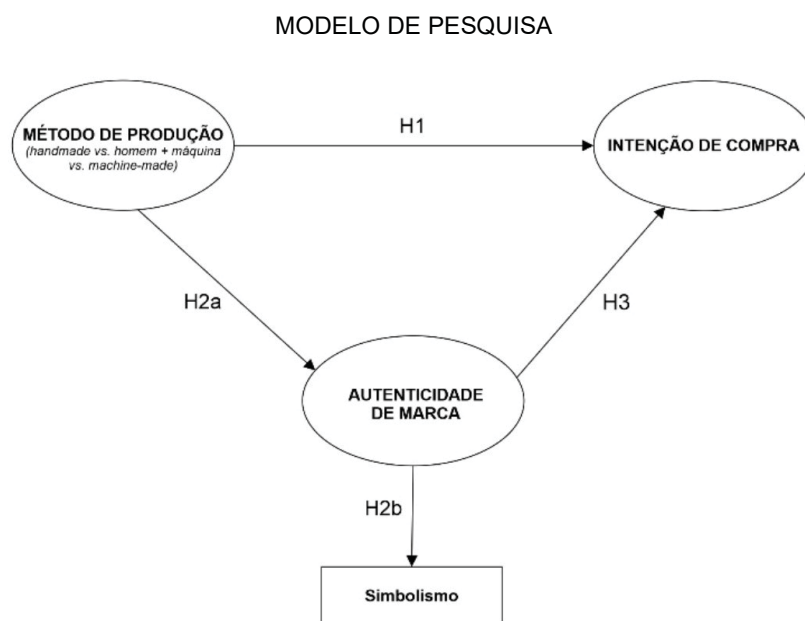 MODELO DE PESQUISA
MÉTODO DE PRODUÇÃO
(handmade vs. homem + máquina
vs. machine-made)
H1
INTENÇÃO DE COMPRA
H2a
H3
AUTENTICIDADE
DE MARCA
H2b
Simbolismo